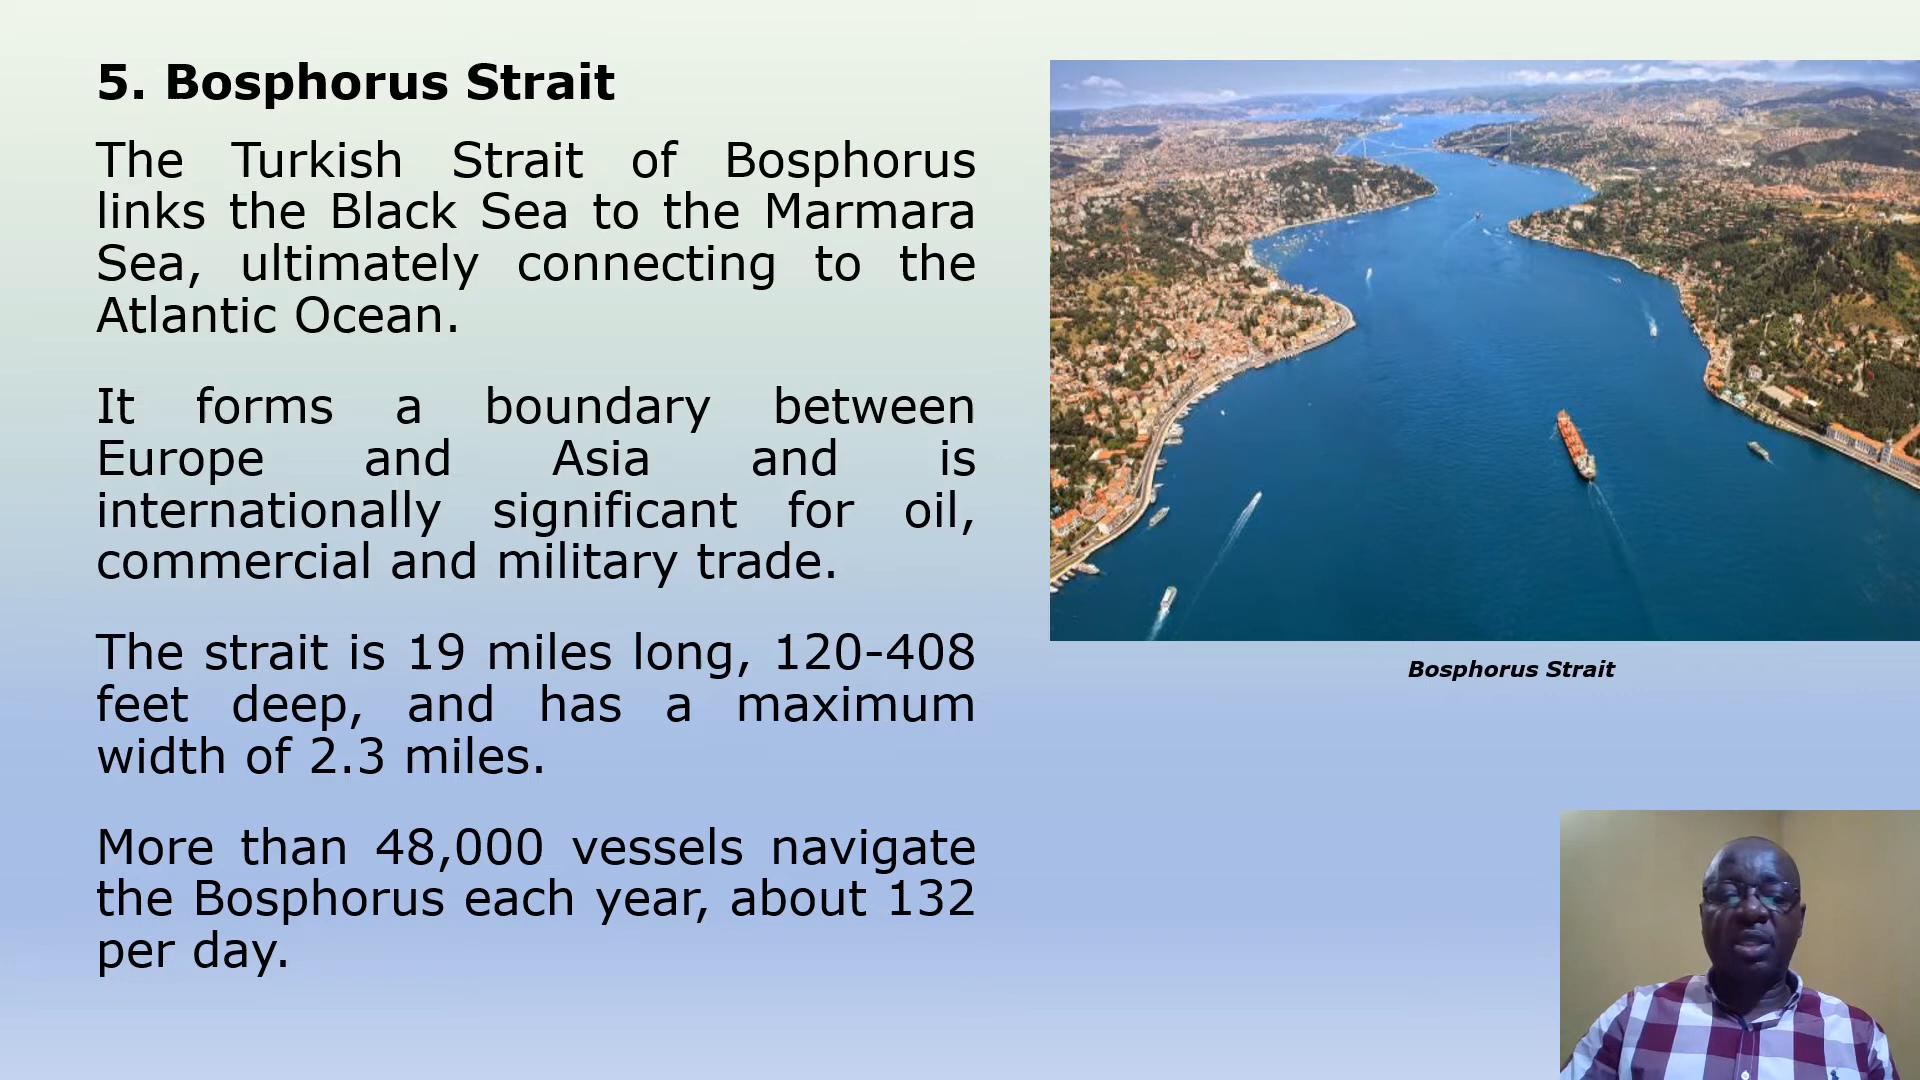 5. Bosphorus Strait
The Turkish Strait of Bosphorus
links the Black Sea to the Marmara
Sea, ultimately connecting to the
Atlantic Ocean.
It forms a boundary between
Europe and Asia and is
internationally significant for oil,
commercial and military trade.
The strait is 19 miles long, 120-408
feet deep, and has a maximum
width of 2.3 miles.
More than 48,000 vessels navigate
the Bosphorus each year, about 132
per day.
Bosphorus Strait